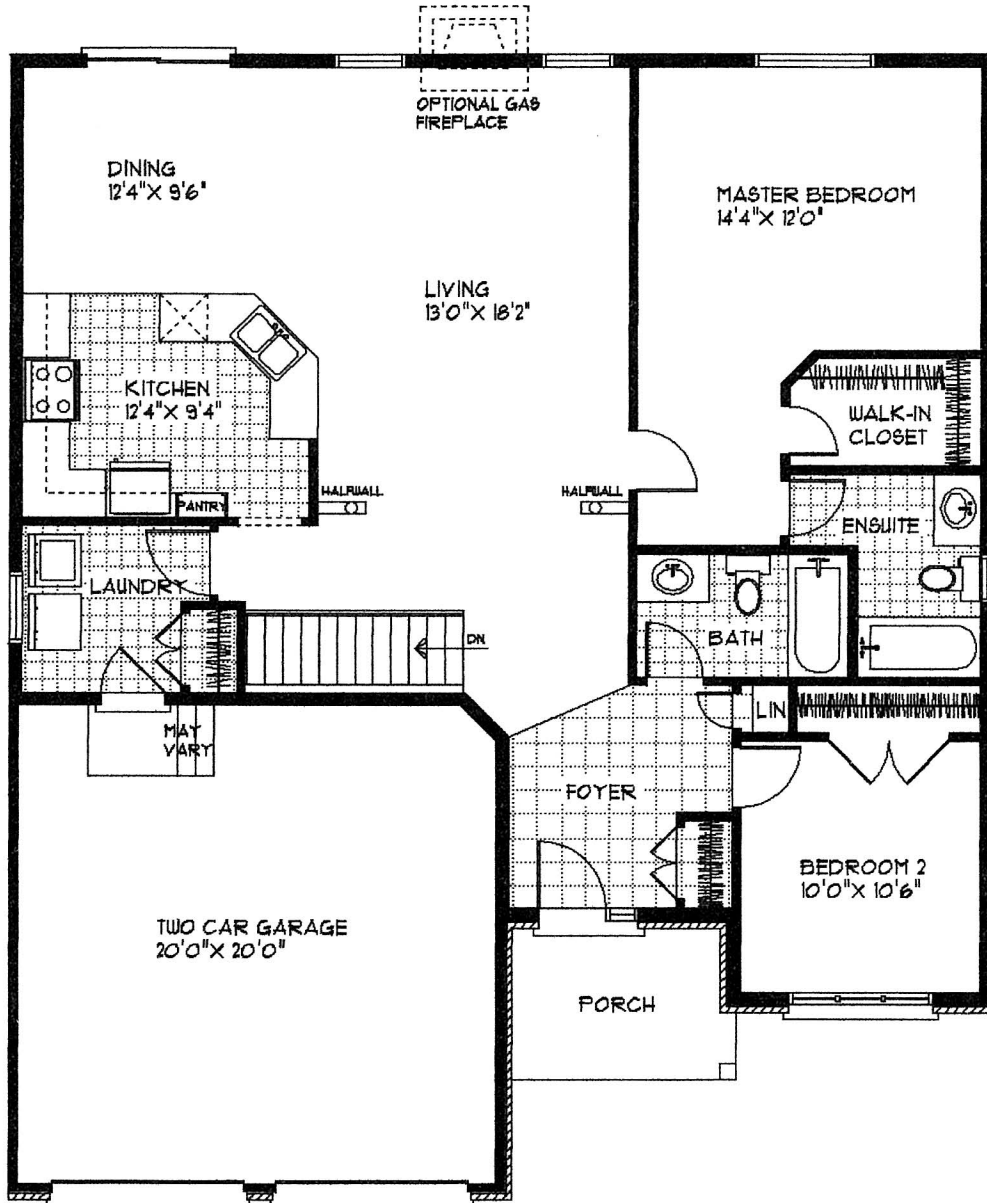 OPTIONAL GAS
FIREPLACE
DINING
12'4" X 9'6"
MASTER BEDROOM
14'4" X 12'0"
LIVING
13'0" X 18'2"
KITCHEN
12'4" X 9'4"
WALK-IN
CLOSET
PANTRY
HALFWALL
HALFWALL
ENSUITE
LAUNDRY
BATH
DN
LIN
MAY
VARY
FOYER
BEDROOM 2
10'0" X 10'6"
TWO CAR GARAGE
20'0" X 20'0"
PORCH